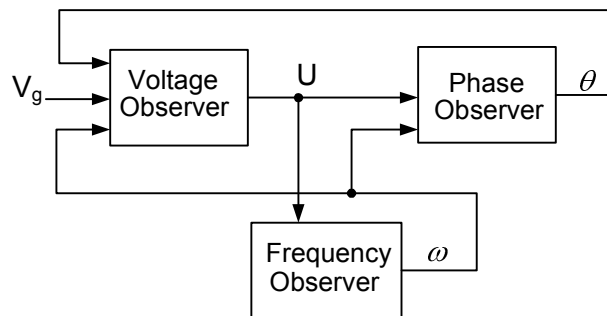 Voltage
Observer
V_g
U
Phase
Observer
θ
Frequency
Observer
ω